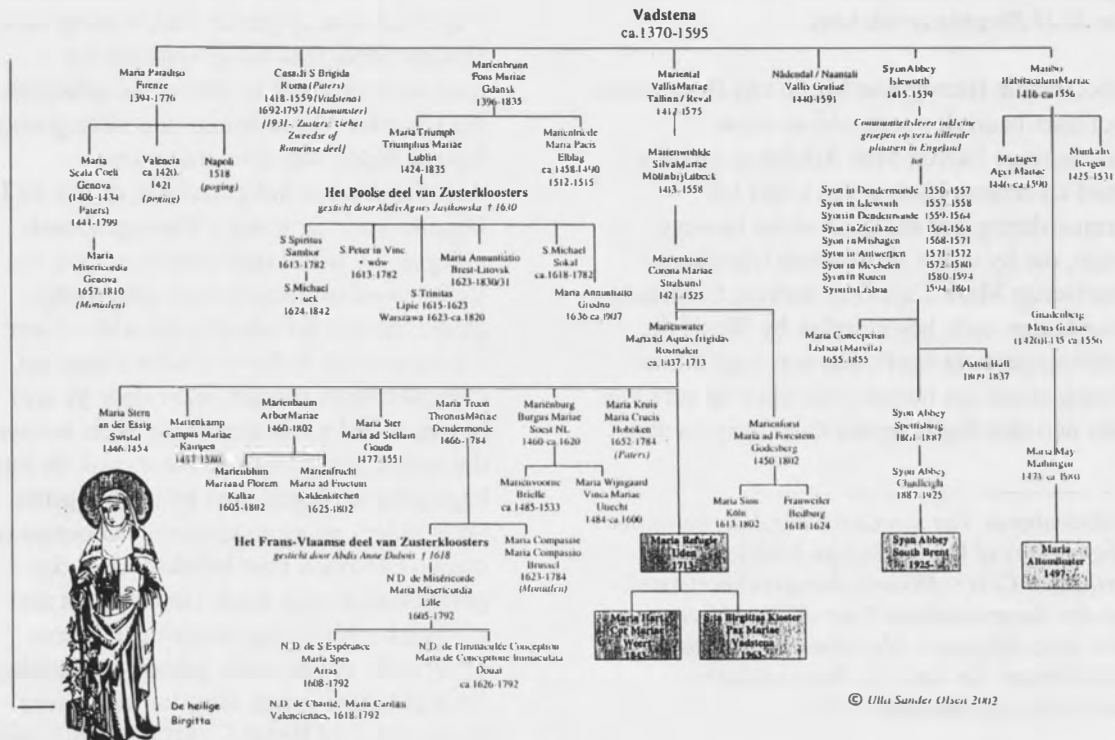 Vadstena
ca.1370-1595
Maria Paradiso
Firenze
1394-1776
Casa di S Brigida
Roma (Paters)
1418-1559 (Vadstena)
1692-1797 (Altomünster)
[1931- Zusters: zie het
Zweedse of
Romeinse deel]
Marienbrunn
Fons Mariae
Gdansk
1396-1835
Mariental
Vallis Mariae
Tallinn / Reval
1412-1575
Nådendal / Naantali
Vallis Gratiae
1440-1591
Syon Abbey
Isleworth
1415-1539
Maribo
Habitaculum Mariae
1416-ca 1556
Maria
Scala Coeli
Genova
(1406-1434
Paters)
1441-1799
Valencia
ca 1420-
1421
(poging)
Napoli
1518
(poging)
Maria Triumph
Triumphus Mariae
Lublin
1424-1835
Marienfriede
Maria Pacis
Elblag
ca 1458-1490
1512-1515
Marienwohlde
Silva Mariae
Mölln bij Lübeck
1413-1558
Communiteitsleven in kleine
groepen op verschillende
plaatsen in Engeland
tot
Mariager
Ager Mariae
1446-ca 1590
Munkaliv
Bergen
1425-1531
Maria
Misericordia
Genova
1657-1810
(Monialen)
Het Poolse deel van Zusterkloosters
gesticht door Abdis Agnes Jastkowska † 1630
S Spiritus
Sambor
1613-1782
S Michael
1624-1842
S Peter in Vinc
1613-1782
S Trinitas
Lipie 1615-1623
Warszawa 1623-ca 1820
Maria Annuntiatio
Brest-Litovsk
1623-1830/31
S Michael
Sokal
ca 1618-1782
Maria Annuntiatio
Grodno
1636 ca 1907
Marienkrone
Corona Mariae
Stralsund
1421-1525
Syon in Dendermonde 1550-1557
Syon in Isleworth 1557-1558
Syon in Dendermonde 1559-1564
Syon in Zierikzee 1564-1568
Syon in Mishagen 1568-1571
Syon in Antwerpen 1571-1572
Syon in Mechelen 1572-1580
Syon in Rouen 1580-1594
Syon in Lisboa 1594-1861
Marienwater
Maria ad Aquas frigidas
Rosmalen
ca 1437-1713
Maria Conceptio
Lisboa (Marvila)
1655-1855
Aston Hall
1809-1837
Gnadenberg
Mons Gratiae
Maria Stern
an der Essig
Swistal
1446-1454
Marienkamp
Campus Mariae
Kampen
Marienbaum
Arbor Mariae
1460-1802
Maria Ster
Maria ad Stellam
Gouda
1477-1551
Maria Troon
Thronus Mariae
Dendermonde
1466-1784
Marienburg
Burgus Mariae
Soest NL
1460-ca 1620
Maria Kruis
Maria Crucis
Hoboken
1652-1784
(Paters)
Marienforst
Maria ad Forestem
Godesberg
1450-1802
Syon Abbey
Spettisbury
1861-1887
Maria May
Maihingen
Marienblum
Maria ad Florem
Kalkar
1605-1802
Marienfrucht
Maria ad Fructum
Kaldenkirchen
1625-1802
Marienvoorne
Brielle
ca 1485-1533
Maria Wijngaard
Vinea Mariae
Utrecht
1484-ca 1600
Maria Sion
Köln
1613-1802
Frauweiler
Bedburg
1618-1624
Syon Abbey
Chudleigh
1887-1925
Het Frans-Vlaamse deel van Zusterkloosters
gesticht door Abdis Anne Dubois † 1618
Maria Compassie
Maria Compassio
Brussel
1623-1784
(Monialen)
Maria Refugie
Uden
1713-
Syon Abbey
South Brent
1925-
Maria
Altomünster
1497-
N.D. de Miséricorde
Maria Misericordia
Lille
1605-1792
Maria Hart
Cor Mariae
Weert
1843-
S:ta Birgittas Kloster
Pax Mariae
Vadstena
1963-
N.D. de S Espérance
Maria Spes
Arras
1608-1792
N.D. de l'Immaculée Conception
Maria de Conceptione Immaculata
Douai
ca 1626-1792
N.D. de Charité, Maria Caritas
Valenciennes, 1618-1792
De heilige
Birgitta
© Ulla Sander Olsen 2002